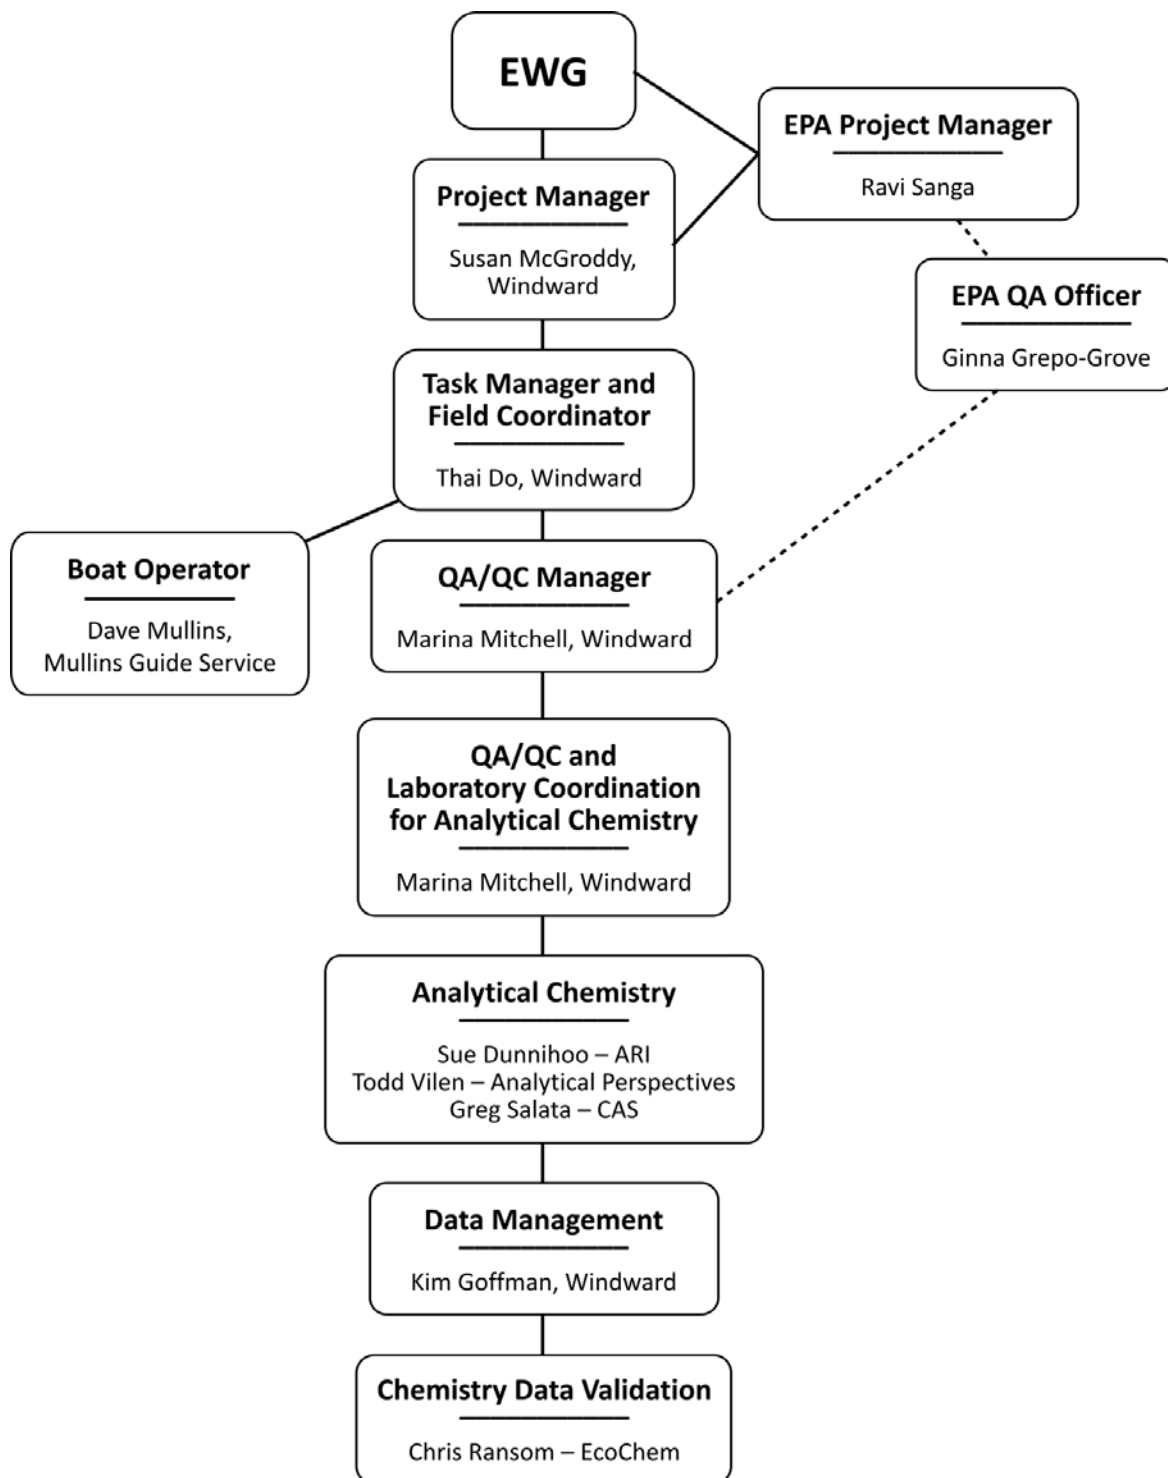 EWG
EPA Project Manager
Ravi Sanga
Project Manager
Susan McGroddy,
Windward
EPA QA Officer
Ginna Grepo-Grove
Task Manager and
Field Coordinator
Thai Do, Windward
Boat Operator
Dave Mullins,
Mullins Guide Service
QA/QC Manager
Marina Mitchell, Windward
QA/QC and
Laboratory Coordination
for Analytical Chemistry
Marina Mitchell, Windward
Analytical Chemistry
Sue Dunnihoo – ARI
Todd Vilen – Analytical Perspectives
Greg Salata – CAS
Data Management
Kim Goffman, Windward
Chemistry Data Validation
Chris Ransom – EcoChem